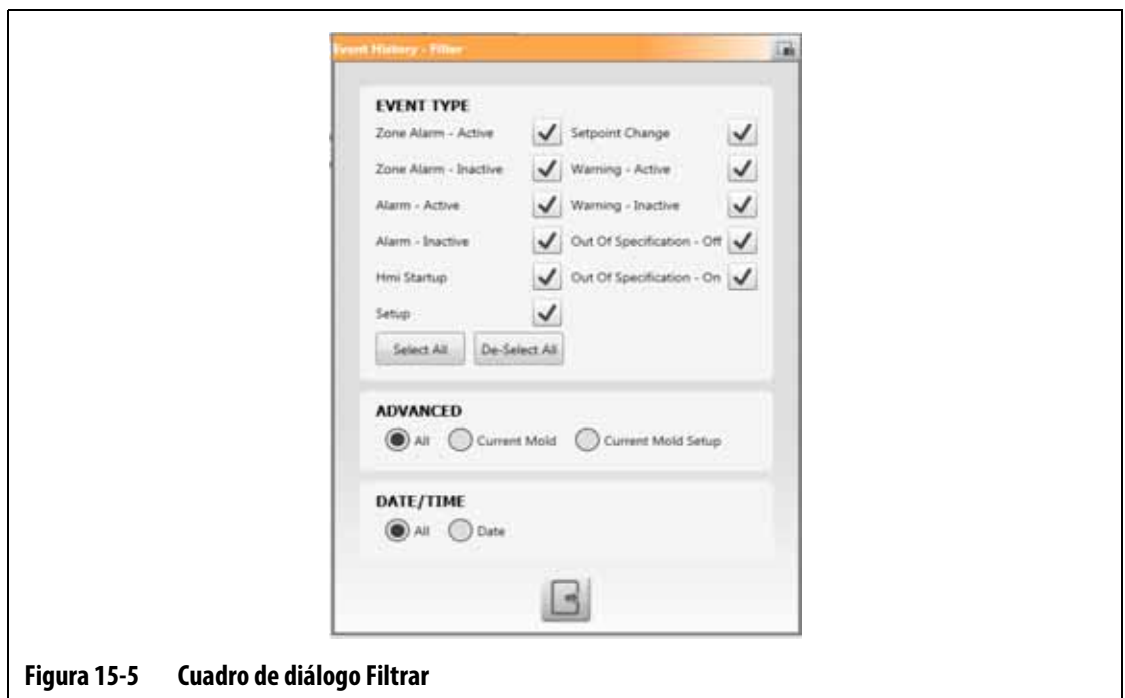 Event History - Filter
EVENT TYPE
Zone Alarm - Active
Setpoint Change
Zone Alarm - Inactive
Warning - Active
Alarm - Active
Warning - Inactive
Alarm - Inactive
Out Of Specification - Off
Hmi Startup
Out Of Specification - On
Setup
Select All
De-Select All
ADVANCED
All
Current Mold
Current Mold Setup
DATE/TIME
All
Date
Figura 15-5 Cuadro de diálogo Filtrar